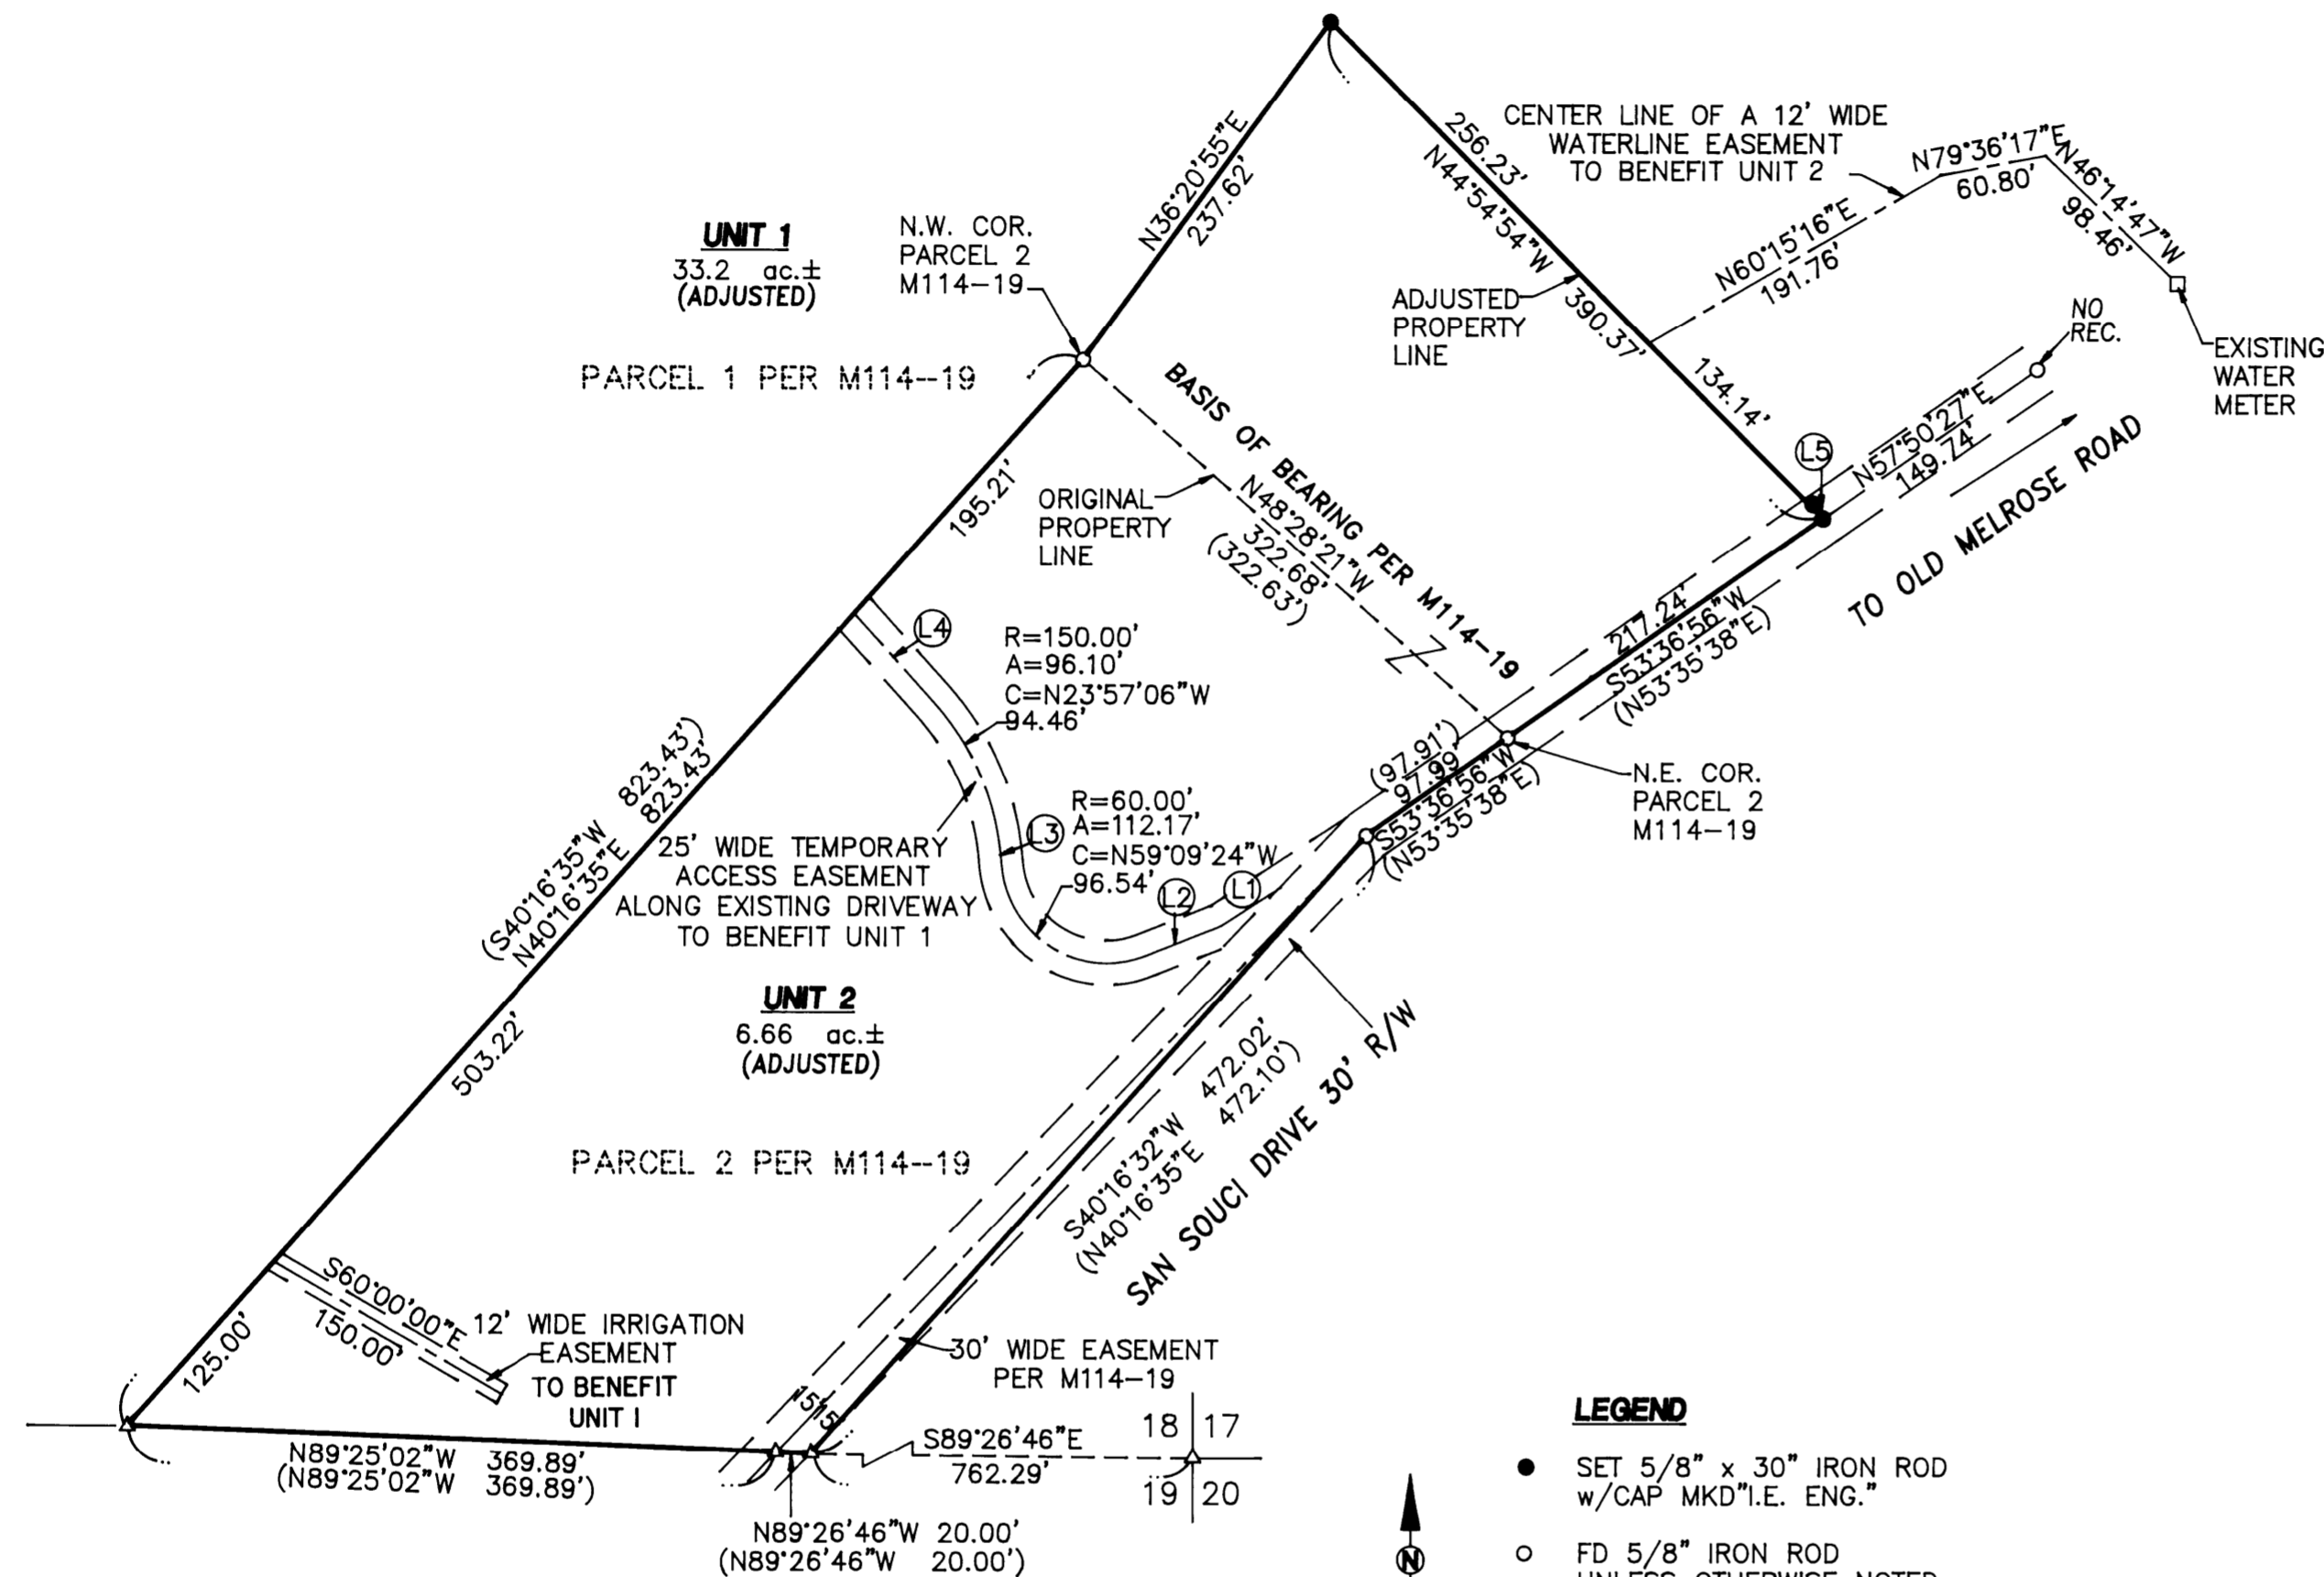 UNIT 1
33.2 ac.±
(ADJUSTED)
N.W. COR.
PARCEL 2
M114-19
PARCEL 1 PER M114--19
N36°20'55"E
237.62'
256.23'
N44°54'54"W
390.37'
134.14'
CENTER LINE OF A 12' WIDE
WATERLINE EASEMENT
TO BENEFIT UNIT 2
N79°36'17"E
60.80'
N46°14'47"W
98.46'
N60°15'16"E
191.76'
ADJUSTED
PROPERTY
LINE
NO
REC.
EXISTING
WATER
METER
L5
N57°50'27"E
149.74'
TO OLD MELROSE ROAD
BASIS OF BEARING PER M114-19
N48°28'21"W
322.68'
(322.63')
ORIGINAL
PROPERTY
LINE
195.21'
L4
R=150.00'
A=96.10'
C=N23°57'06"W
94.46'
217.24'
S53°36'56"W
(N53°35'38"E)
(97.91')
97.99'
S53°36'56"W
(N53°35'38"E)
N.E. COR.
PARCEL 2
M114-19
(S40°16'35"W 823.43')
N40°16'35"E 823.43'
R=60.00'
L3 A=112.17'
C=N59°09'24"W
96.54'
L2
L1
25' WIDE TEMPORARY
ACCESS EASEMENT
ALONG EXISTING DRIVEWAY
TO BENEFIT UNIT 1
UNIT 2
6.66 ac.±
(ADJUSTED)
503.22'
PARCEL 2 PER M114--19
S40°16'32"W 472.02'
(N40°16'35"E 472.10')
SAN SOUCI DRIVE 30' R/W
S60°00'00"E
150.00'
12' WIDE IRRIGATION
EASEMENT
TO BENEFIT
UNIT I
125.00'
30' WIDE EASEMENT
PER M114-19
15'
15'
N89°25'02"W 369.89'
(N89°25'02"W 369.89')
S89°26'46"E
762.29'
18 17
19 20
N89°26'46"W 20.00'
(N89°26'46"W 20.00')
N
LEGEND
SET 5/8" x 30" IRON ROD
w/CAP MKD"I.E. ENG."
FD 5/8" IRON ROD
UNLESS OTHERWISE NOTED